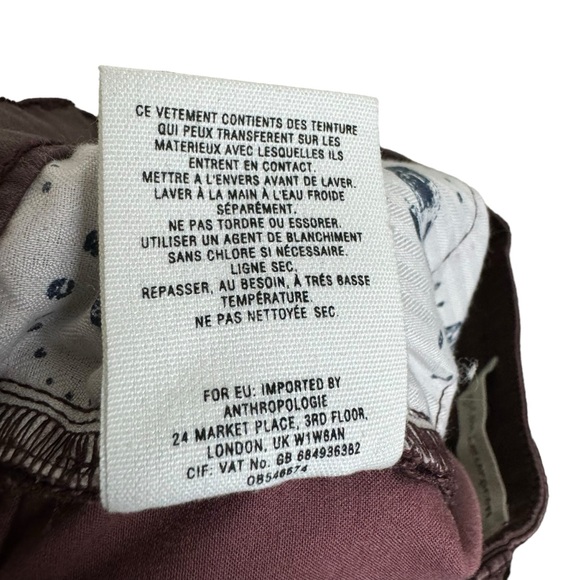 CE VETEMENT CONTIENTS DES TEINTURE
QUI PEUX TRANSFERENT SUR LES
MATERIEUX AVEC LESQUELLES ILS
ENTRENT EN CONTACT.
METTRE A L'ENVERS AVANT DE LAVER.
LAVER À LA MAIN À L'EAU FROIDE
SÉPARÉMENT.
NE PAS TORDRE OU ESSORER.
UTILISER UN AGENT DE BLANCHIMENT
SANS CHLORE SI NÉCESSAIRE.
LIGNE SEC.
REPASSER, AU BESOIN, À TRÉS BASSE
TEMPÉRATURE.
NE PAS NETTOYÉE SEC.
FOR EU: IMPORTED BY
ANTHROPOLOGIE
24 MARKET PLACE, 3RD FLOOR,
LONDON, UK W1W8AN
CIF: VAT No. GB 684936382
OB546574